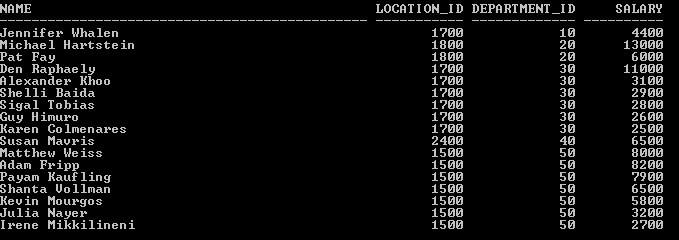 NAME LOCATION_ID DEPARTMENT_ID SALARY
Jennifer Whalen 1700 10 4400
Michael Hartstein 1800 20 13000
Pat Fay 1800 20 6000
Den Raphaely 1700 30 11000
Alexander Khoo 1700 30 3100
Shelli Baida 1700 30 2900
Sigal Tobias 1700 30 2800
Guy Himuro 1700 30 2600
Karen Colmenares 1700 30 2500
Susan Mavris 2400 40 6500
Matthew Weiss 1500 50 8000
Adam Fripp 1500 50 8200
Payam Kaufling 1500 50 7900
Shanta Vollman 1500 50 6500
Kevin Mourgos 1500 50 5800
Julia Nayer 1500 50 3200
Irene Mikkilineni 1500 50 2700